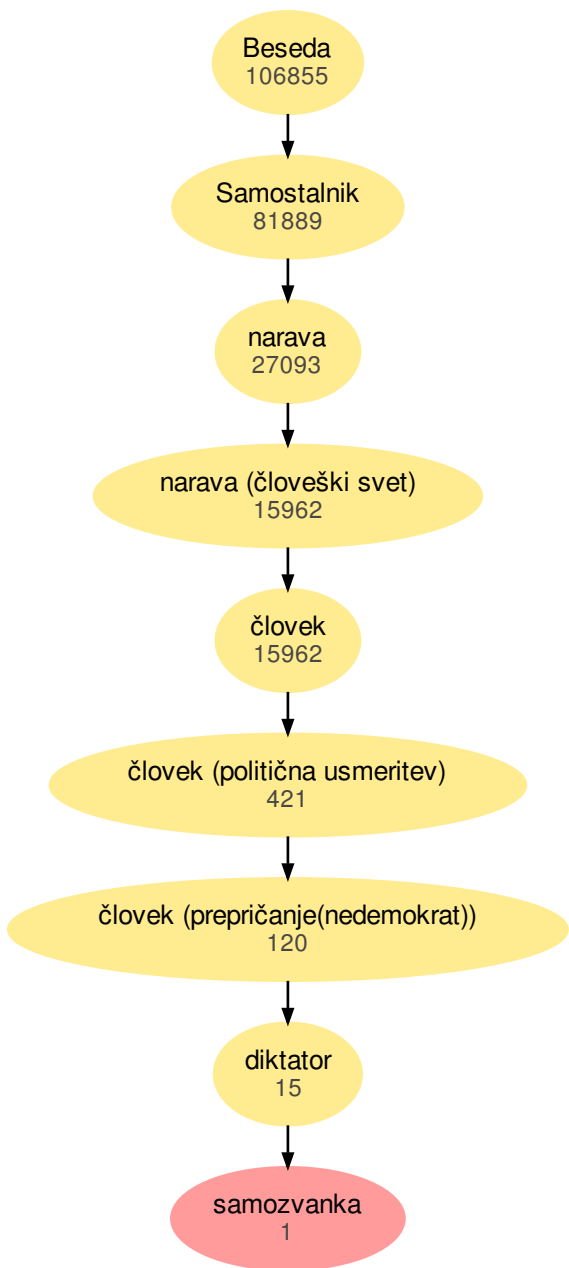 Beseda
106855
Samostalnik
81889
narava
27093
narava (človeški svet)
15962
človek
15962
človek (politična usmeritev)
421
človek (prepričanje(nedemokrat))
120
diktator
15
samozvanka
1